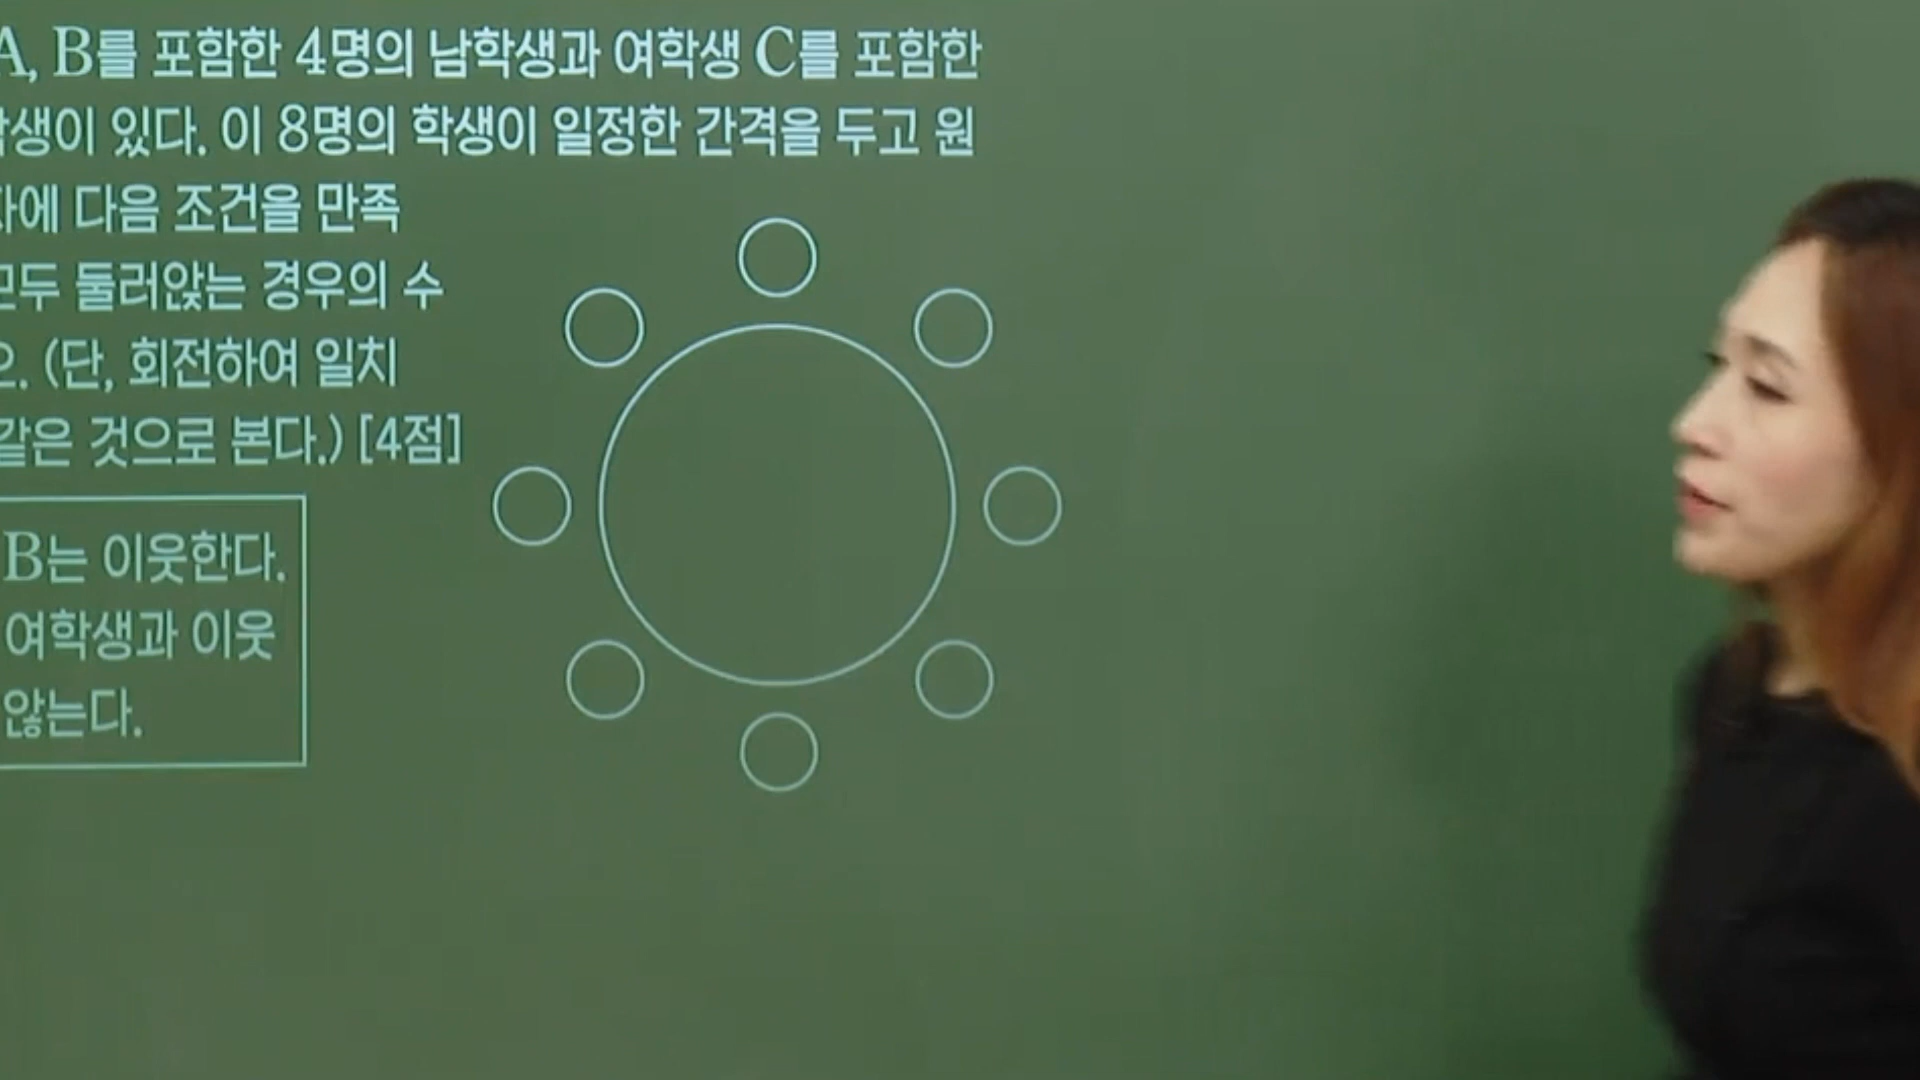 A, B를 포함한 4명의 남학생과 여학생 C를 포함한
학생이 있다. 이 8명의 학생이 일정한 간격을 두고 원
자에 다음 조건을 만족
모두 둘러앉는 경우의 수
오. (단, 회전하여 일치
같은 것으로 본다.) [4점]
B는 이웃한다.
여학생과 이웃
않는다.